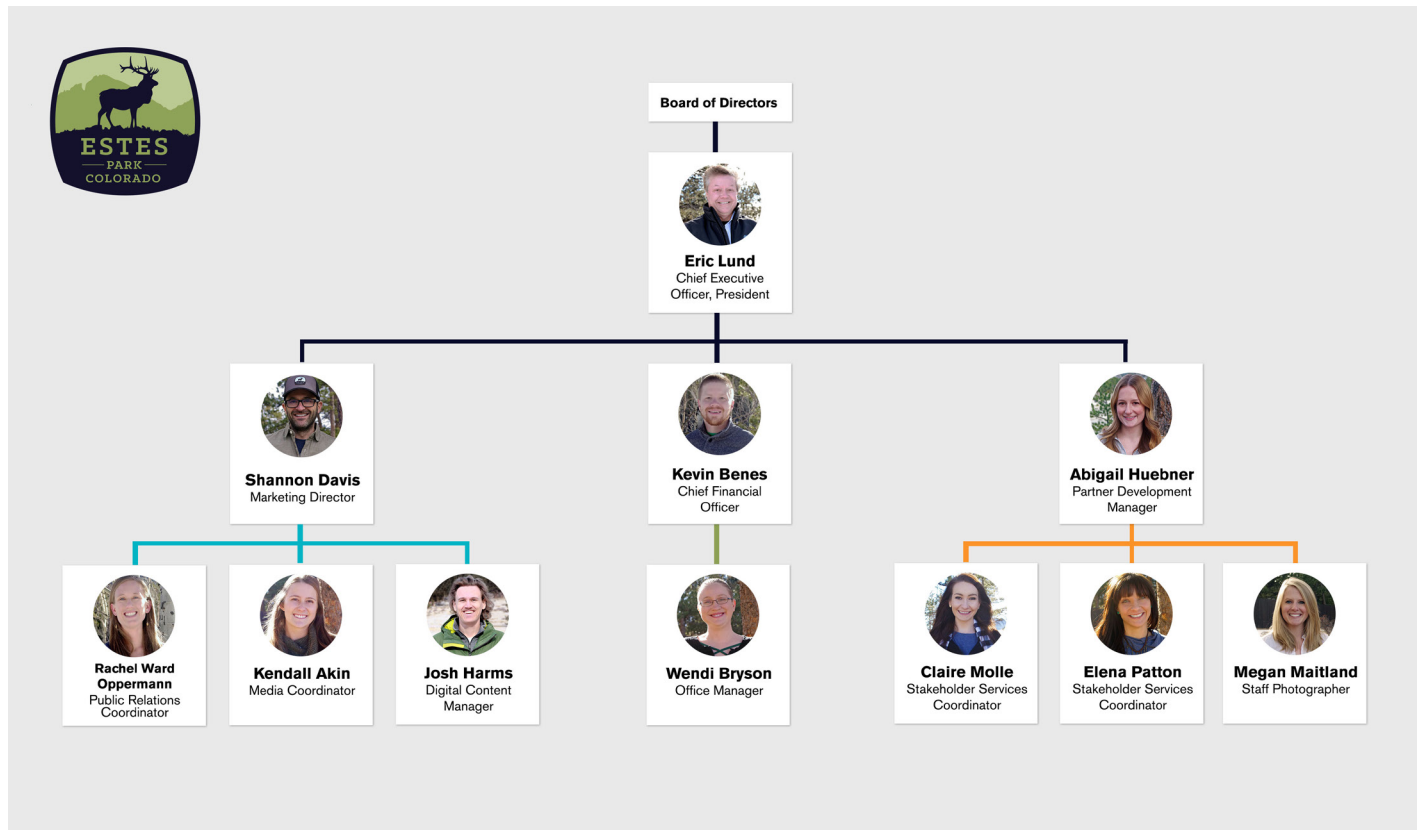 ESTES
PARK
COLORADO
Board of Directors
Eric Lund
Chief Executive
Officer, President
Shannon Davis
Marketing Director
Kevin Benes
Chief Financial
Officer
Abigail Huebner
Partner Development
Manager
Rachel Ward
Oppermann
Public Relations
Coordinator
Kendall Akin
Media Coordinator
Josh Harms
Digital Content
Manager
Wendi Bryson
Office Manager
Claire Molle
Stakeholder Services
Coordinator
Elena Patton
Stakeholder Services
Coordinator
Megan Maitland
Staff Photographer